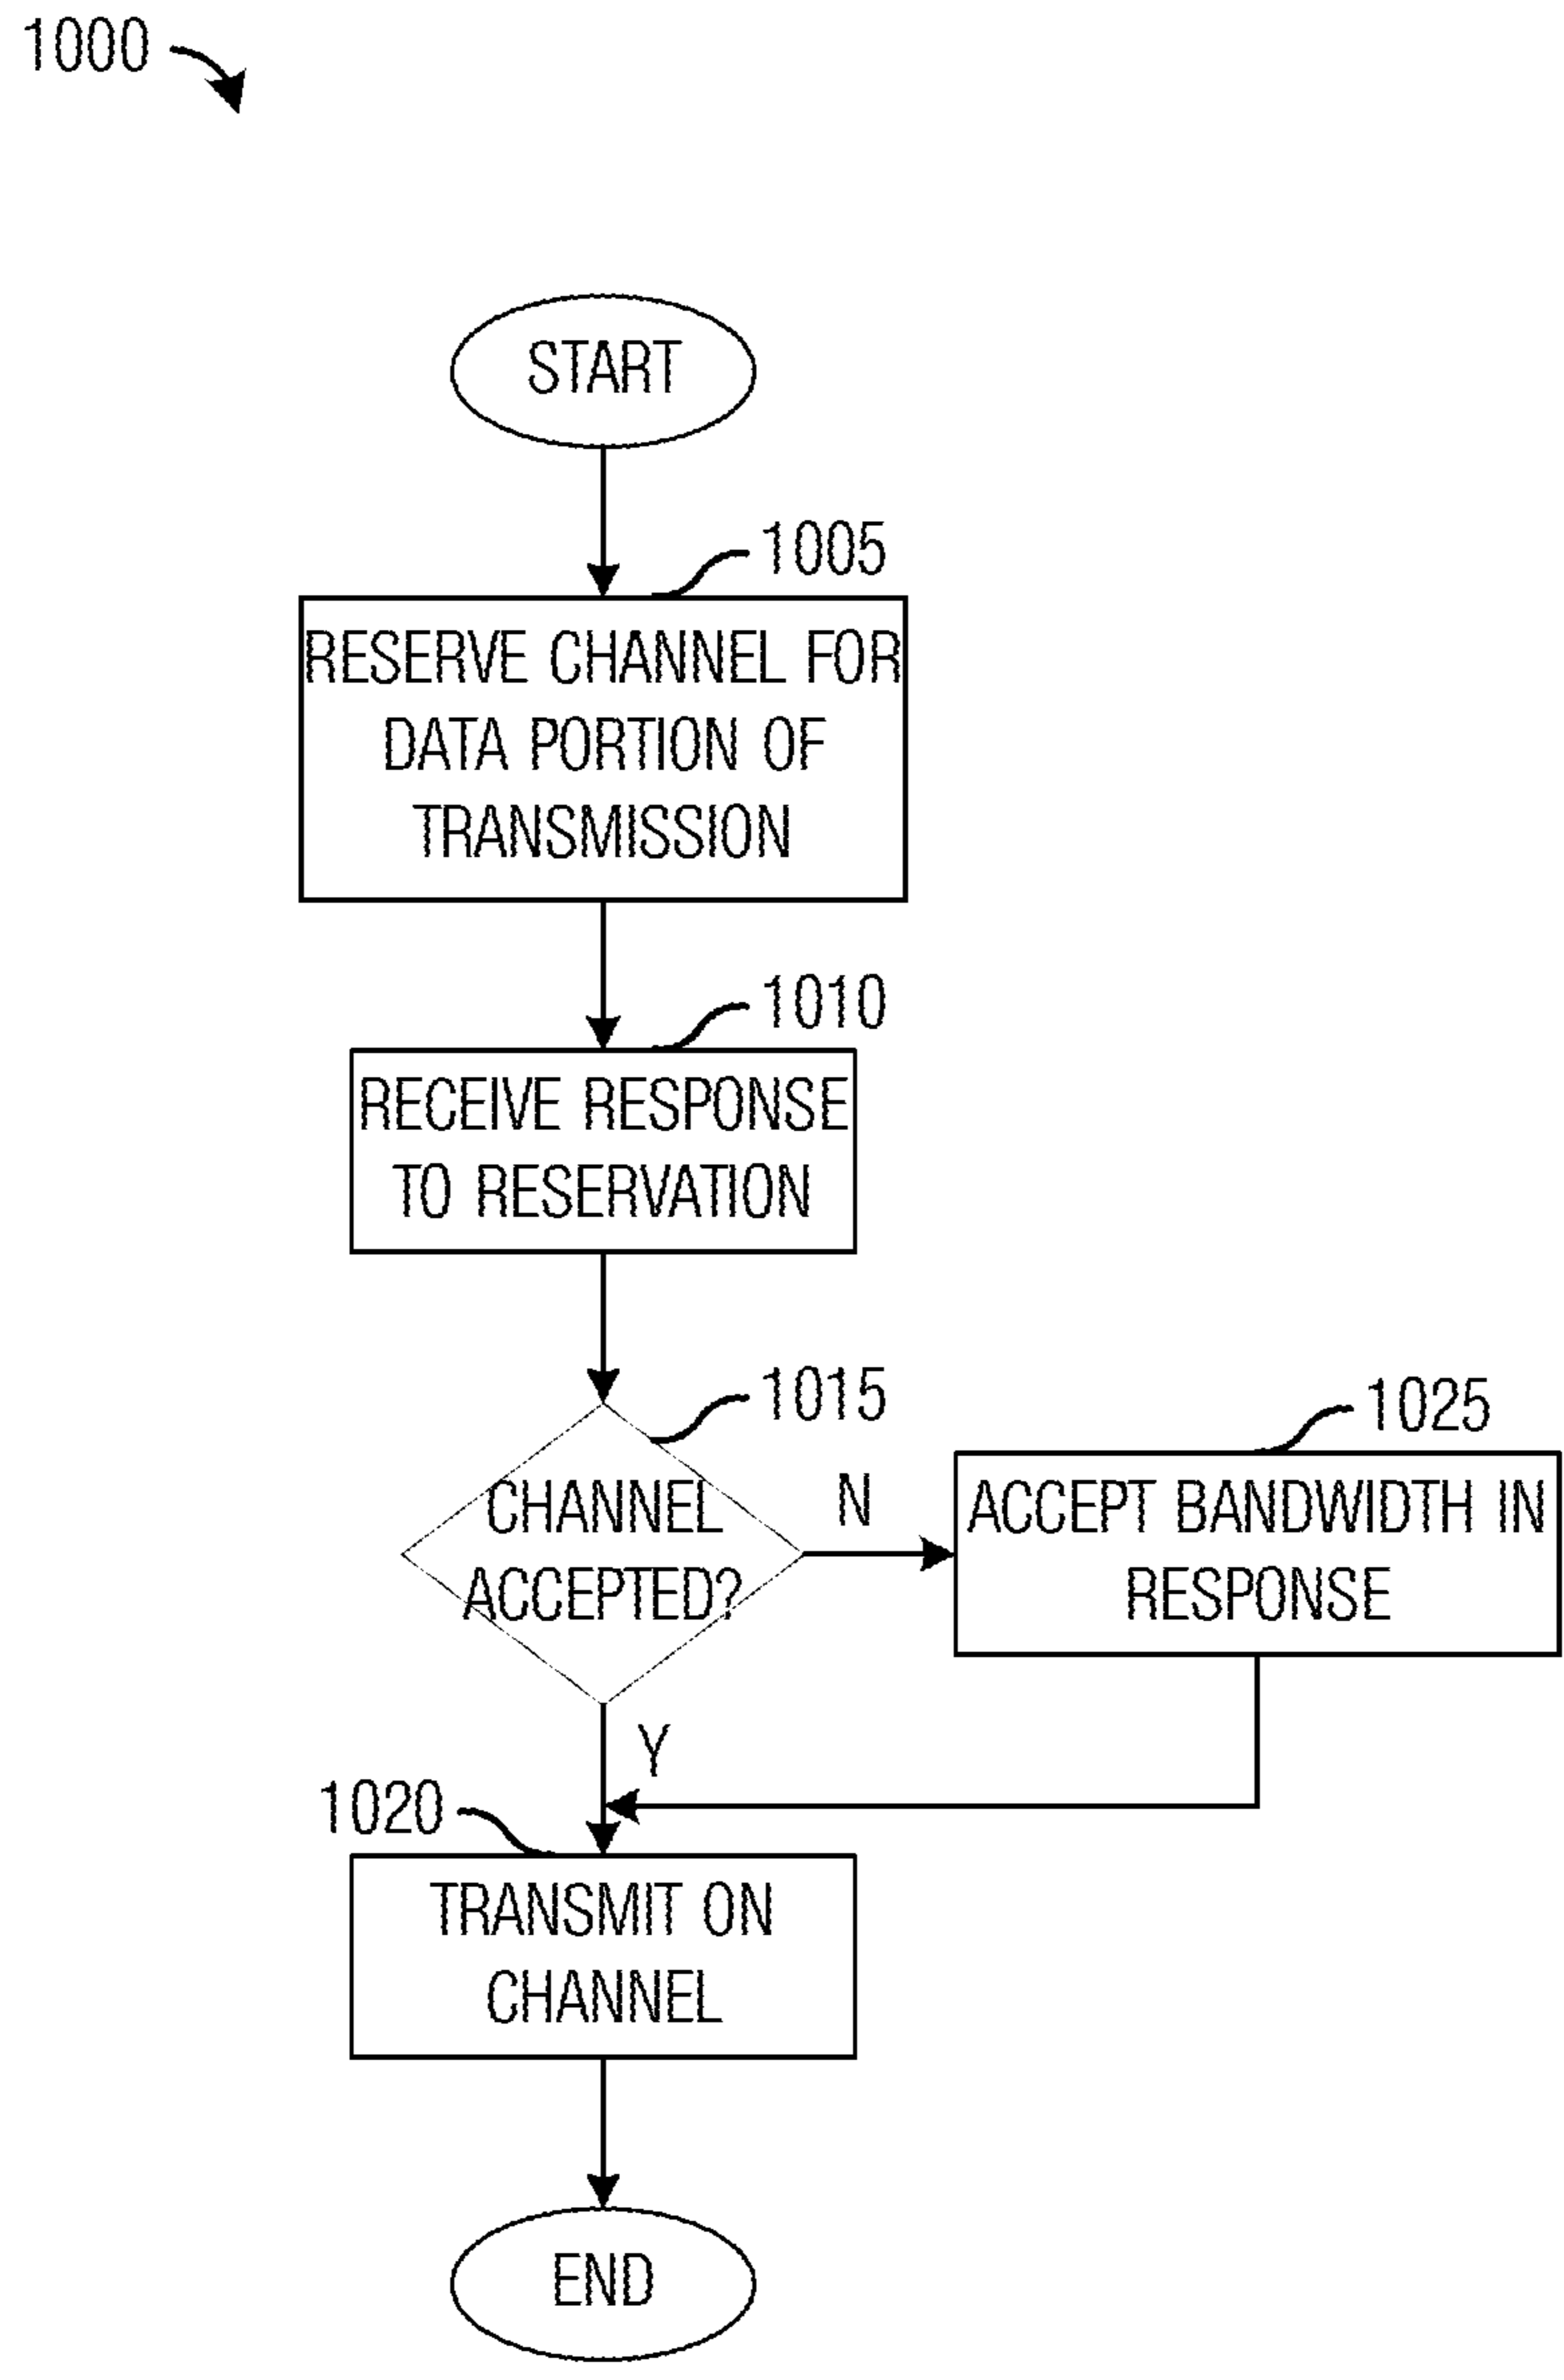 1000
START
1005
RESERVE CHANNEL FOR
DATA PORTION OF
TRANSMISSION
1010
RECEIVE RESPONSE
TO RESERVATION
1015
CHANNEL
ACCEPTED?
N
1025
ACCEPT BANDWIDTH IN
RESPONSE
Y
1020
TRANSMIT ON
CHANNEL
END